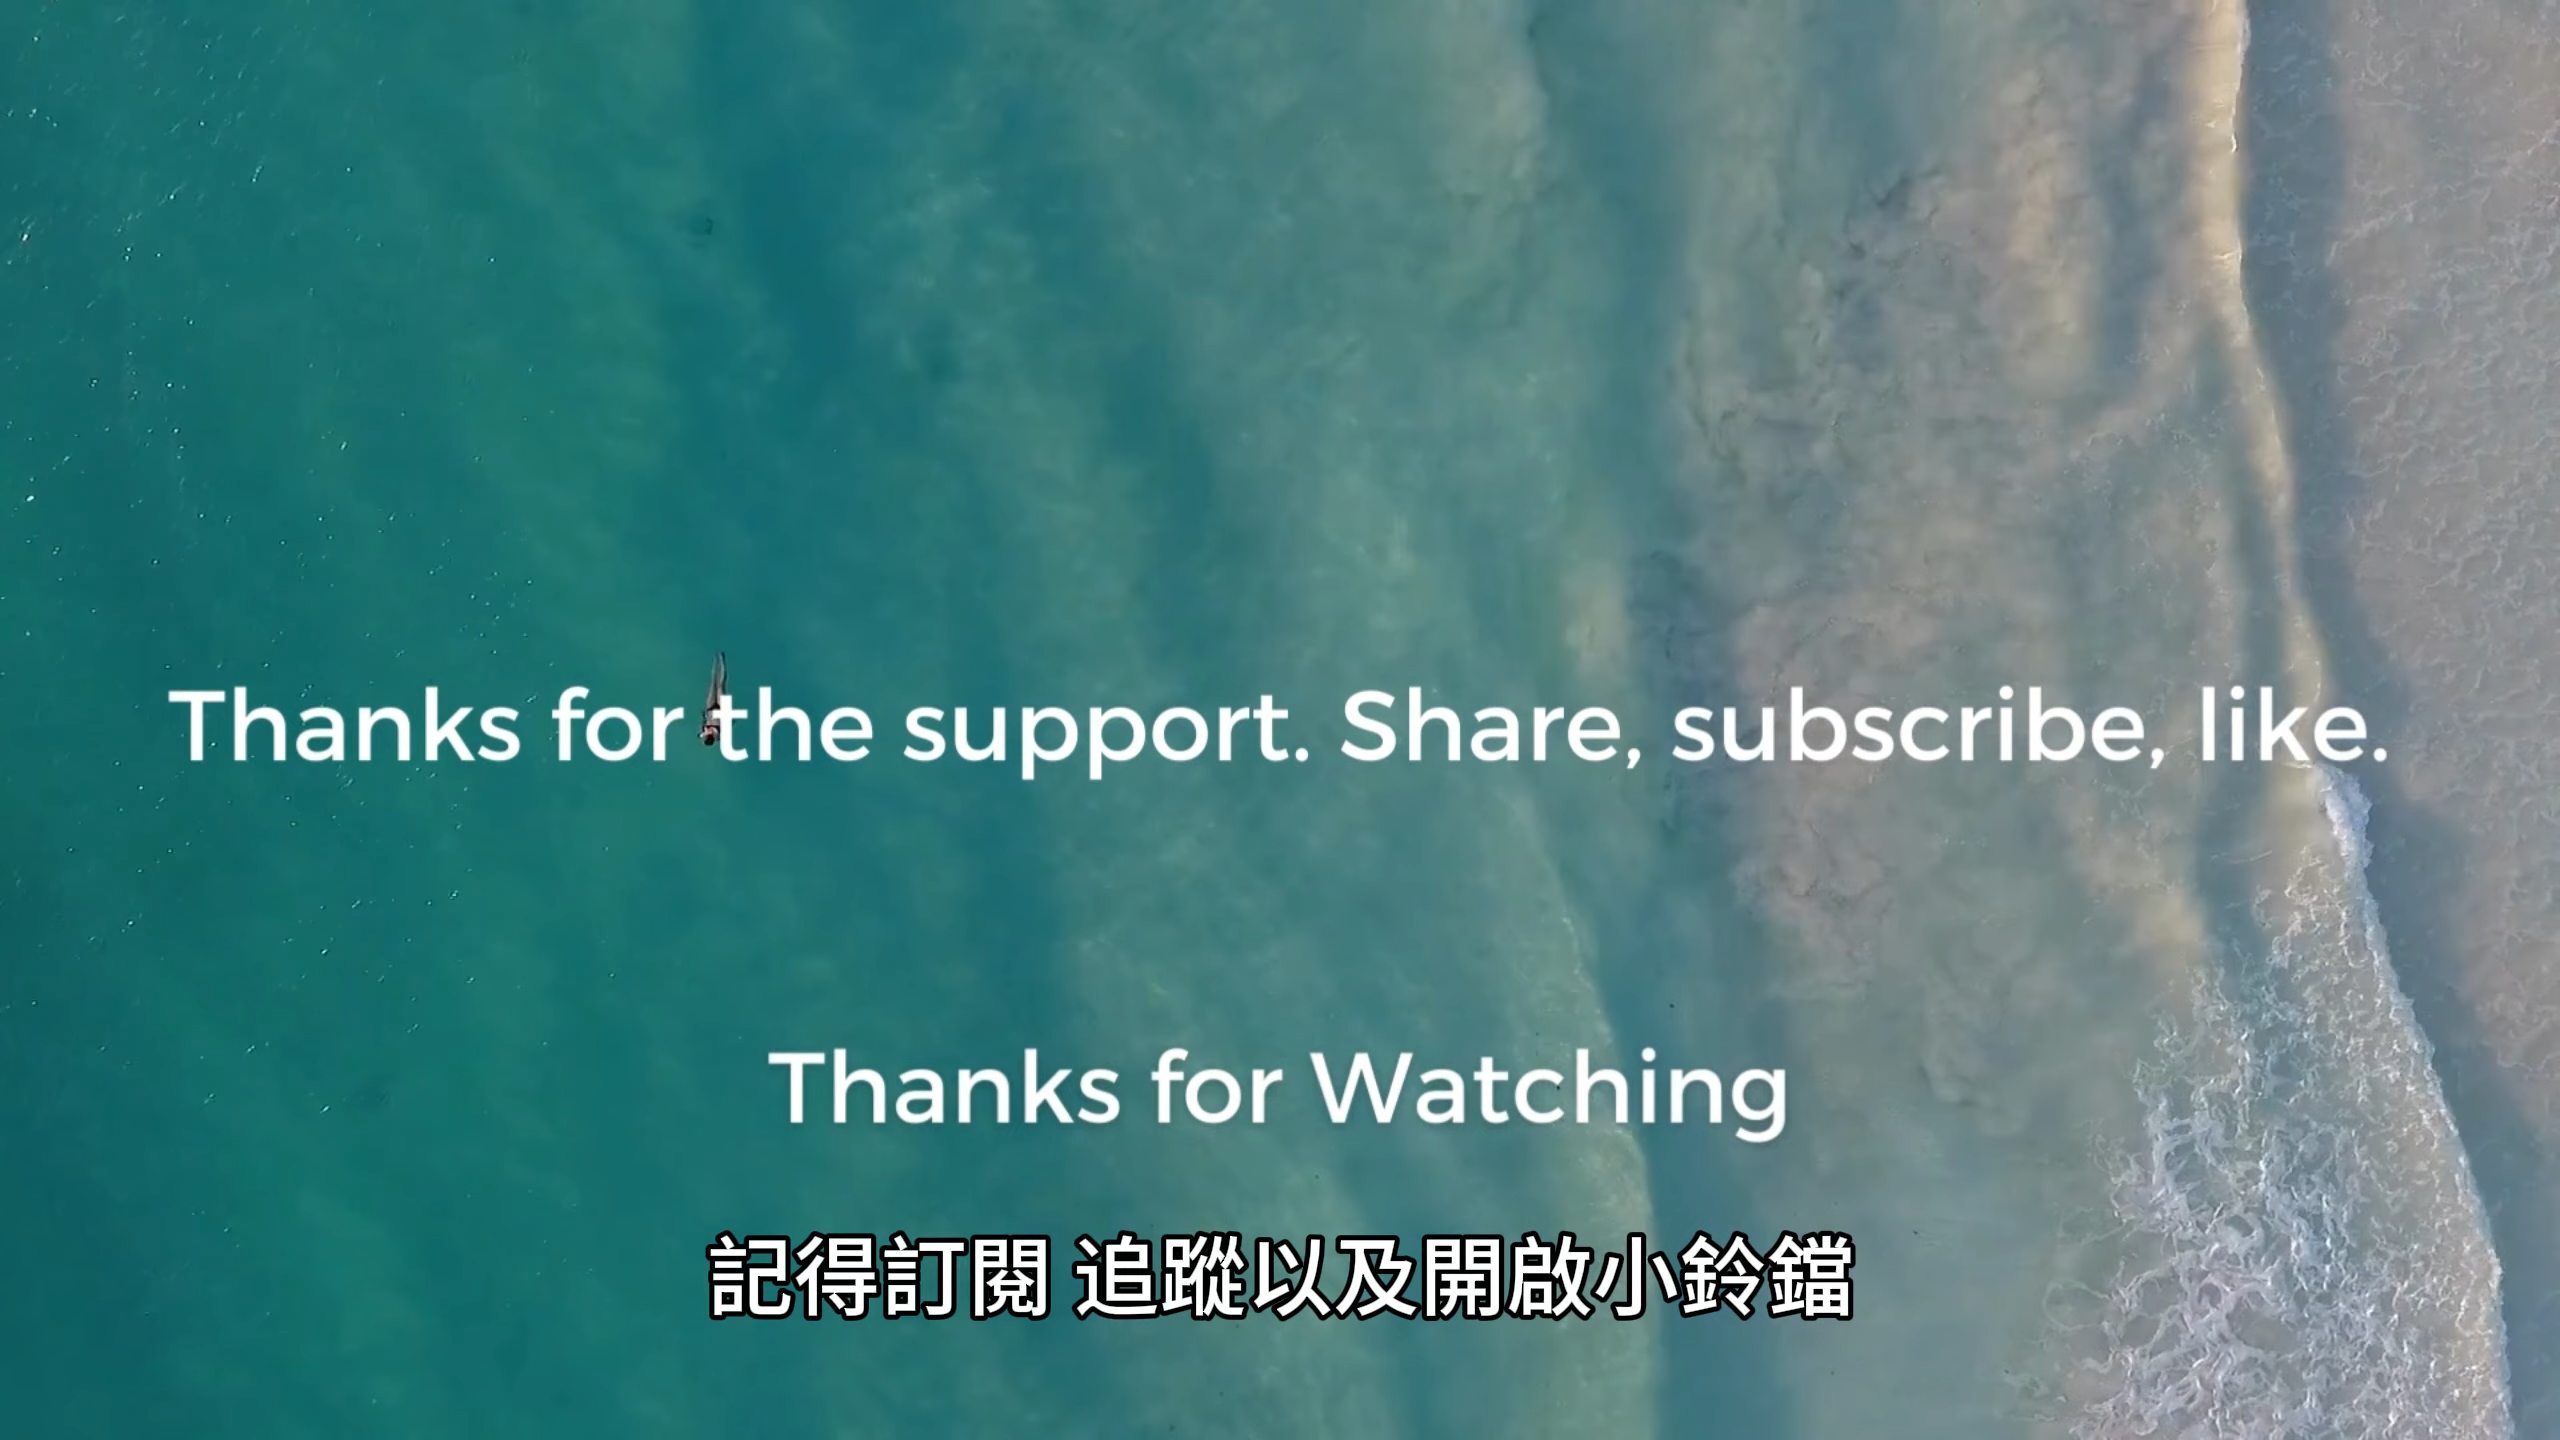 Thanks for the support. Share, subscribe, like.
Thanks for Watching
記得訂閱 追蹤以及開啟小鈴鐺